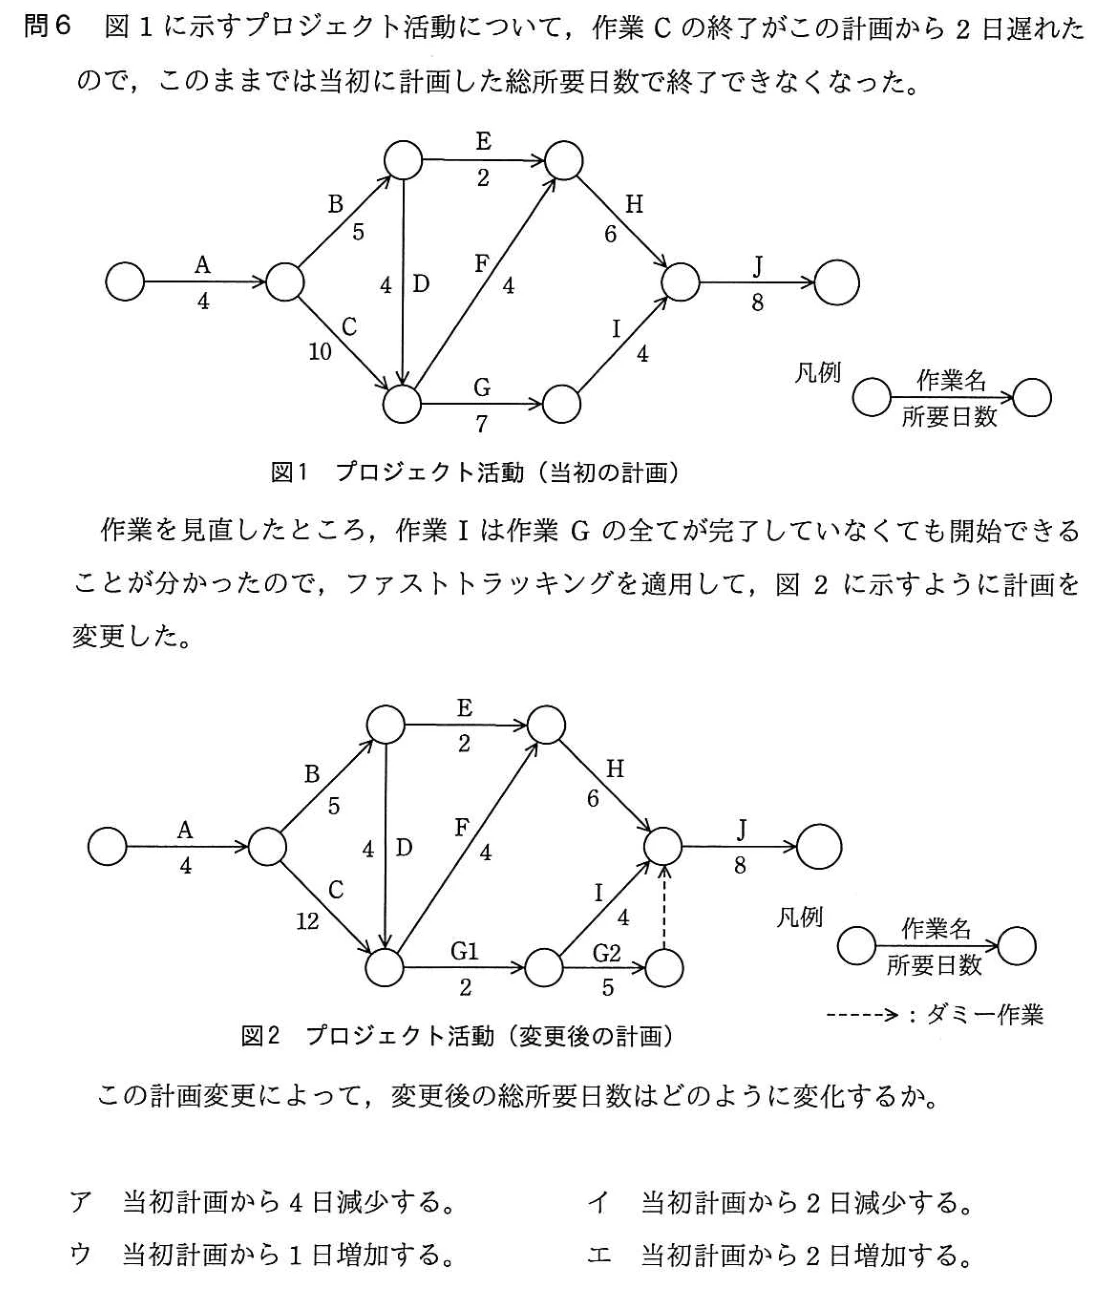 問6 図1に示すプロジェクト活動について，作業Cの終了がこの計画から2日遅れた
ので，このままでは当初に計画した総所要日数で終了できなくなった。
E
2
B
5
H
6
A
4
4 D
F
4
J
8
C
10
I
4
G
7
凡例
作業名
所要日数
図1 プロジェクト活動（当初の計画）
作業を見直したところ，作業Iは作業Gの全てが完了していなくても開始できる
ことが分かったので，ファストトラッキングを適用して，図2に示すように計画を
変更した。
E
2
B
5
H
6
A
4
4 D
F
4
J
8
C
12
I
4
G1
2
G2
5
凡例
作業名
所要日数
：ダミー作業
図2 プロジェクト活動（変更後の計画）
この計画変更によって，変更後の総所要日数はどのように変化するか。
ア 当初計画から4日減少する。
イ 当初計画から2日減少する。
ウ 当初計画から1日増加する。
エ 当初計画から2日増加する。